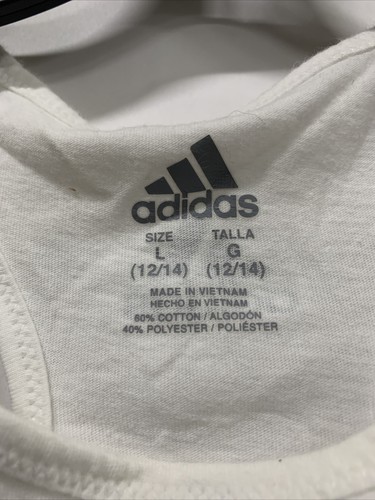 adidas
SIZE TALLA
L G
(12/14) (12/14)
MADE IN VIETNAM
HECHO EN VIETNAM
60% COTTON / ALGODÓN
40% POLYESTER / POLIÉSTER